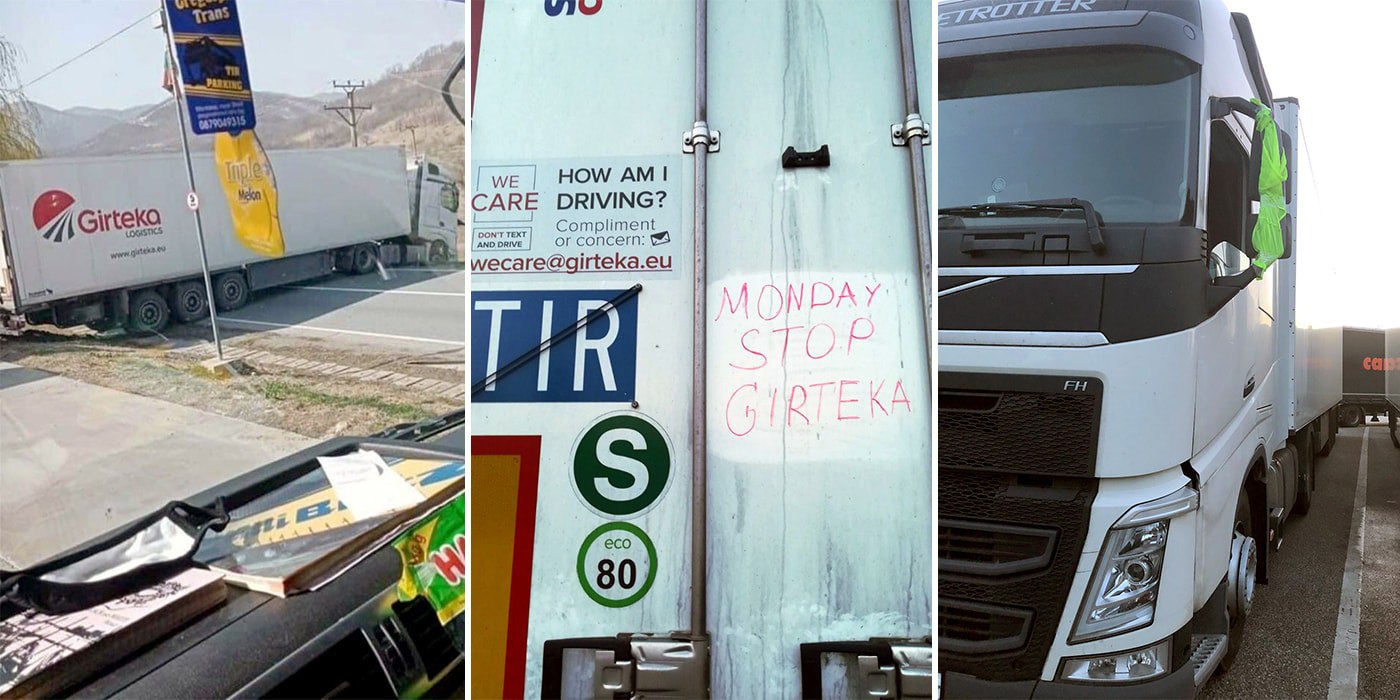 Trans
TIR
PARKING
0879049315
Triple
Melon
9
Girteka
LOGISTICS
www.girteka.eu
WE
CARE
DON'T TEXT
AND DRIVE
HOW AM I
DRIVING?
Compliment
or concern:
wecare@girteka.eu
TIR
S
eco
80
MONDAY
STOP
GIRTEKA
ETROTTER
FH